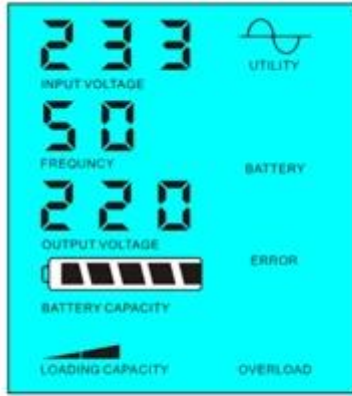 233
INPUT VOLTAGE
UTILITY
50
FREQUNCY
BATTERY
220
OUTPUT VOLTAGE
ERROR
BATTERY CAPACITY
LOADING CAPACITY
OVERLOAD